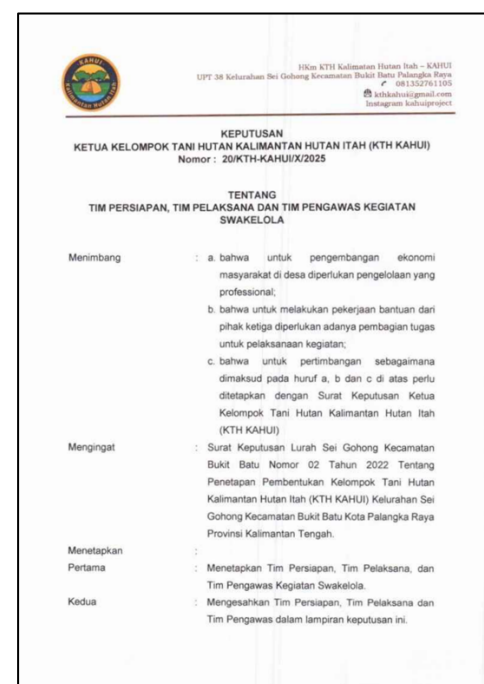 KAHUI
Kalimantan Hutan Itah
HKm KTH Kalimatan Hutan Itah – KAHUI
UPT 38 Kelurahan Sei Gohong Kecamatan Bukit Batu Palangka Raya
081352761105
kthkahui@gmail.com
Instagram kahuiproject
KEPUTUSAN
KETUA KELOMPOK TANI HUTAN KALIMANTAN HUTAN ITAH (KTH KAHUI)
Nomor : 20/KTH-KAHUI/X/2025
TENTANG
TIM PERSIAPAN, TIM PELAKSANA DAN TIM PENGAWAS KEGIATAN
SWAKELOLA
Menimbang : a. bahwa untuk pengembangan ekonomi
masyarakat di desa diperlukan pengelolaan yang
professional;
b. bahwa untuk melakukan pekerjaan bantuan dari
pihak ketiga diperlukan adanya pembagian tugas
untuk pelaksanaan kegiatan;
c. bahwa untuk pertimbangan sebagaimana
dimaksud pada huruf a, b dan c di atas perlu
ditetapkan dengan Surat Keputusan Ketua
Kelompok Tani Hutan Kalimantan Hutan Itah
(KTH KAHUI)
Mengingat : Surat Keputusan Lurah Sei Gohong Kecamatan
Bukit Batu Nomor 02 Tahun 2022 Tentang
Penetapan Pembentukan Kelompok Tani Hutan
Kalimantan Hutan Itah (KTH KAHUI) Kelurahan Sei
Gohong Kecamatan Bukit Batu Kota Palangka Raya
Provinsi Kalimantan Tengah.
Menetapkan :
Pertama : Menetapkan Tim Persiapan, Tim Pelaksana, dan
Tim Pengawas Kegiatan Swakelola.
Kedua : Mengesahkan Tim Persiapan, Tim Pelaksana dan
Tim Pengawas dalam lampiran keputusan ini.